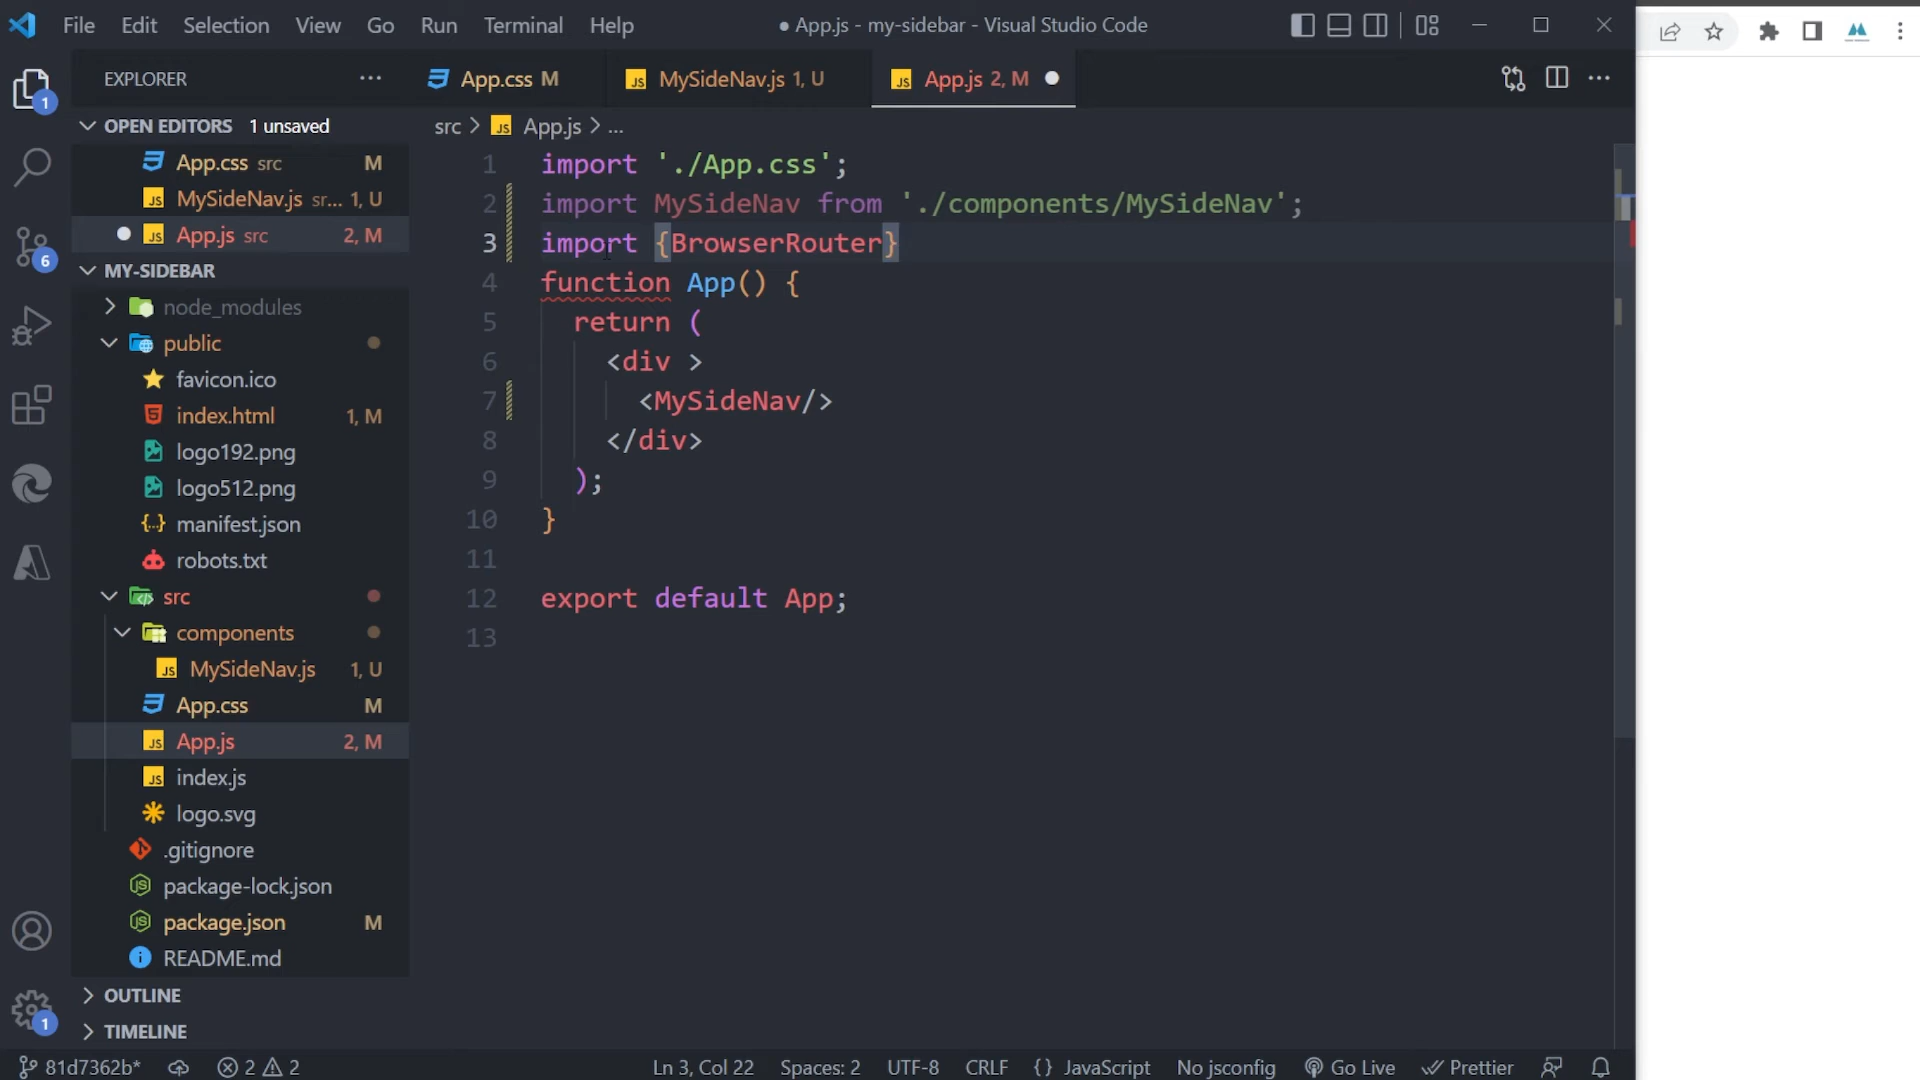 File Edit Selection View Go Run Terminal Help
● App.js - my-sidebar - Visual Studio Code
EXPLORER
App.css M
MySideNav.js 1, U
App.js 2, M
OPEN EDITORS 1 unsaved
App.css src M
MySideNav.js sr... 1, U
App.js src 2, M
MY-SIDEBAR
node_modules
public
favicon.ico
index.html 1, M
logo192.png
logo512.png
manifest.json
robots.txt
src
components
MySideNav.js 1, U
App.css M
App.js 2, M
index.js
logo.svg
.gitignore
package-lock.json
package.json M
README.md
OUTLINE
TIMELINE
src > App.js > ...
1 import './App.css';
2 import MySideNav from './components/MySideNav';
3 import {BrowserRouter}
4 function App() {
5 return (
6 <div >
7 <MySideNav/>
8 </div>
9 );
10 }
11
12 export default App;
13
1
6
1
81d7362b* 2 2 Ln 3, Col 22 Spaces: 2 UTF-8 CRLF {} JavaScript No jsconfig Go Live Prettier